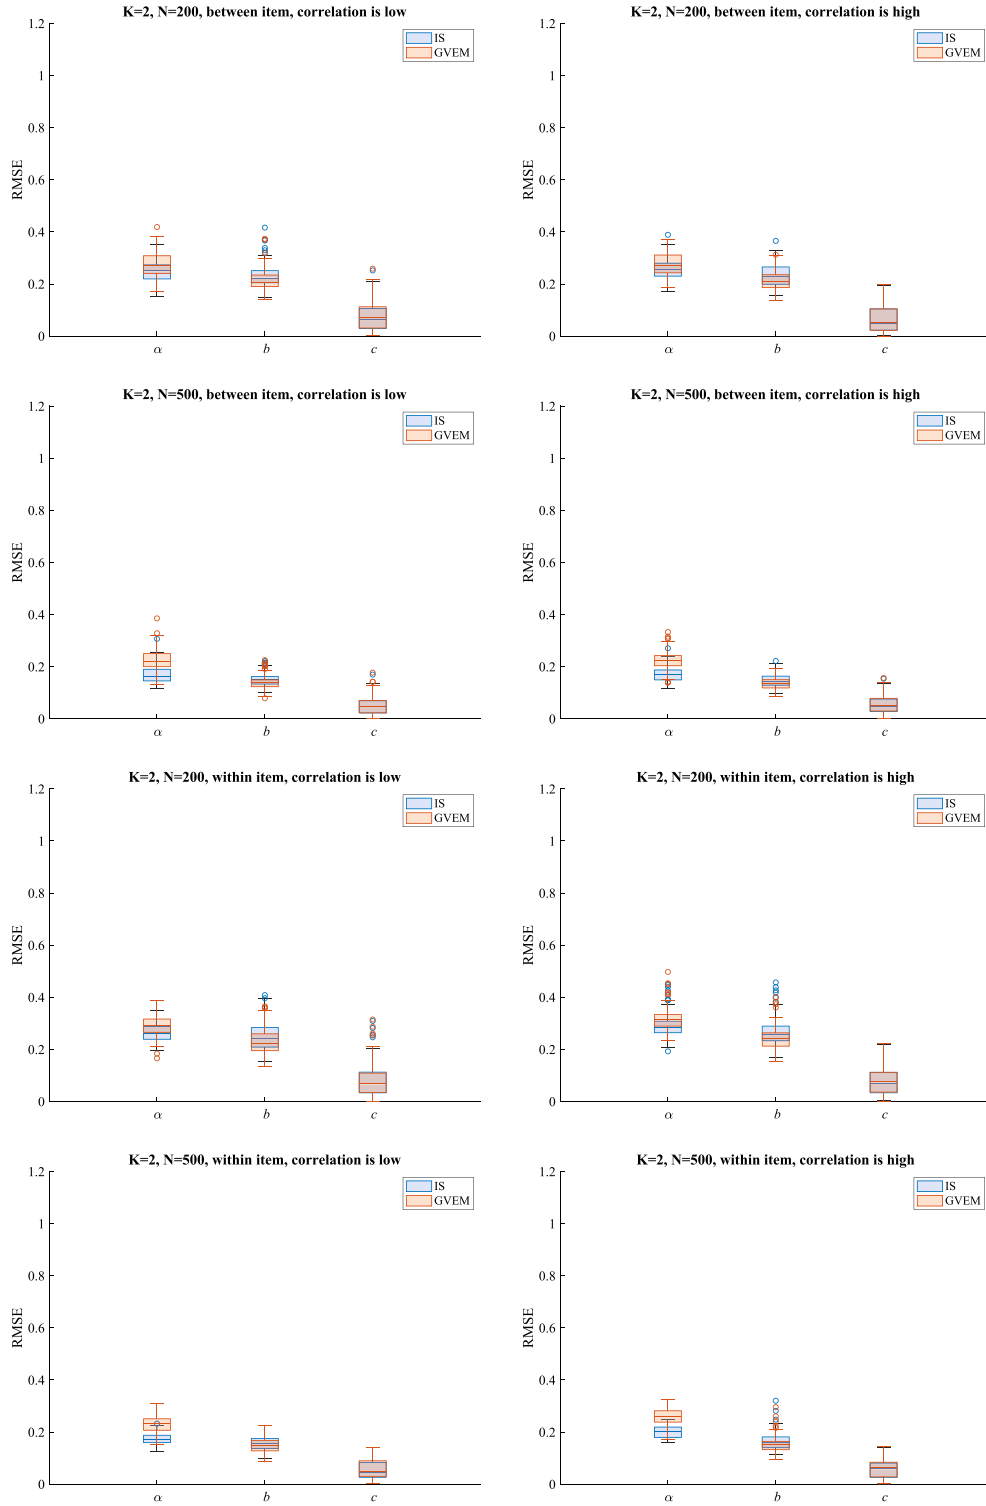 K=2, N=200, between item, correlation is low
1.2
1
0.8
0.6
0.4
0.2
0
RMSE
α
b
c
IS
GVEM
K=2, N=200, between item, correlation is high
1.2
1
0.8
0.6
0.4
0.2
0
RMSE
α
b
c
IS
GVEM
K=2, N=500, between item, correlation is low
1.2
1
0.8
0.6
0.4
0.2
0
RMSE
α
b
c
IS
GVEM
K=2, N=500, between item, correlation is high
1.2
1
0.8
0.6
0.4
0.2
0
RMSE
α
b
c
IS
GVEM
K=2, N=200, within item, correlation is low
1.2
1
0.8
0.6
0.4
0.2
0
RMSE
α
b
c
IS
GVEM
K=2, N=200, within item, correlation is high
1.2
1
0.8
0.6
0.4
0.2
0
RMSE
α
b
c
IS
GVEM
K=2, N=500, within item, correlation is low
1.2
1
0.8
0.6
0.4
0.2
0
RMSE
α
b
c
IS
GVEM
K=2, N=500, within item, correlation is high
1.2
1
0.8
0.6
0.4
0.2
0
RMSE
α
b
c
IS
GVEM